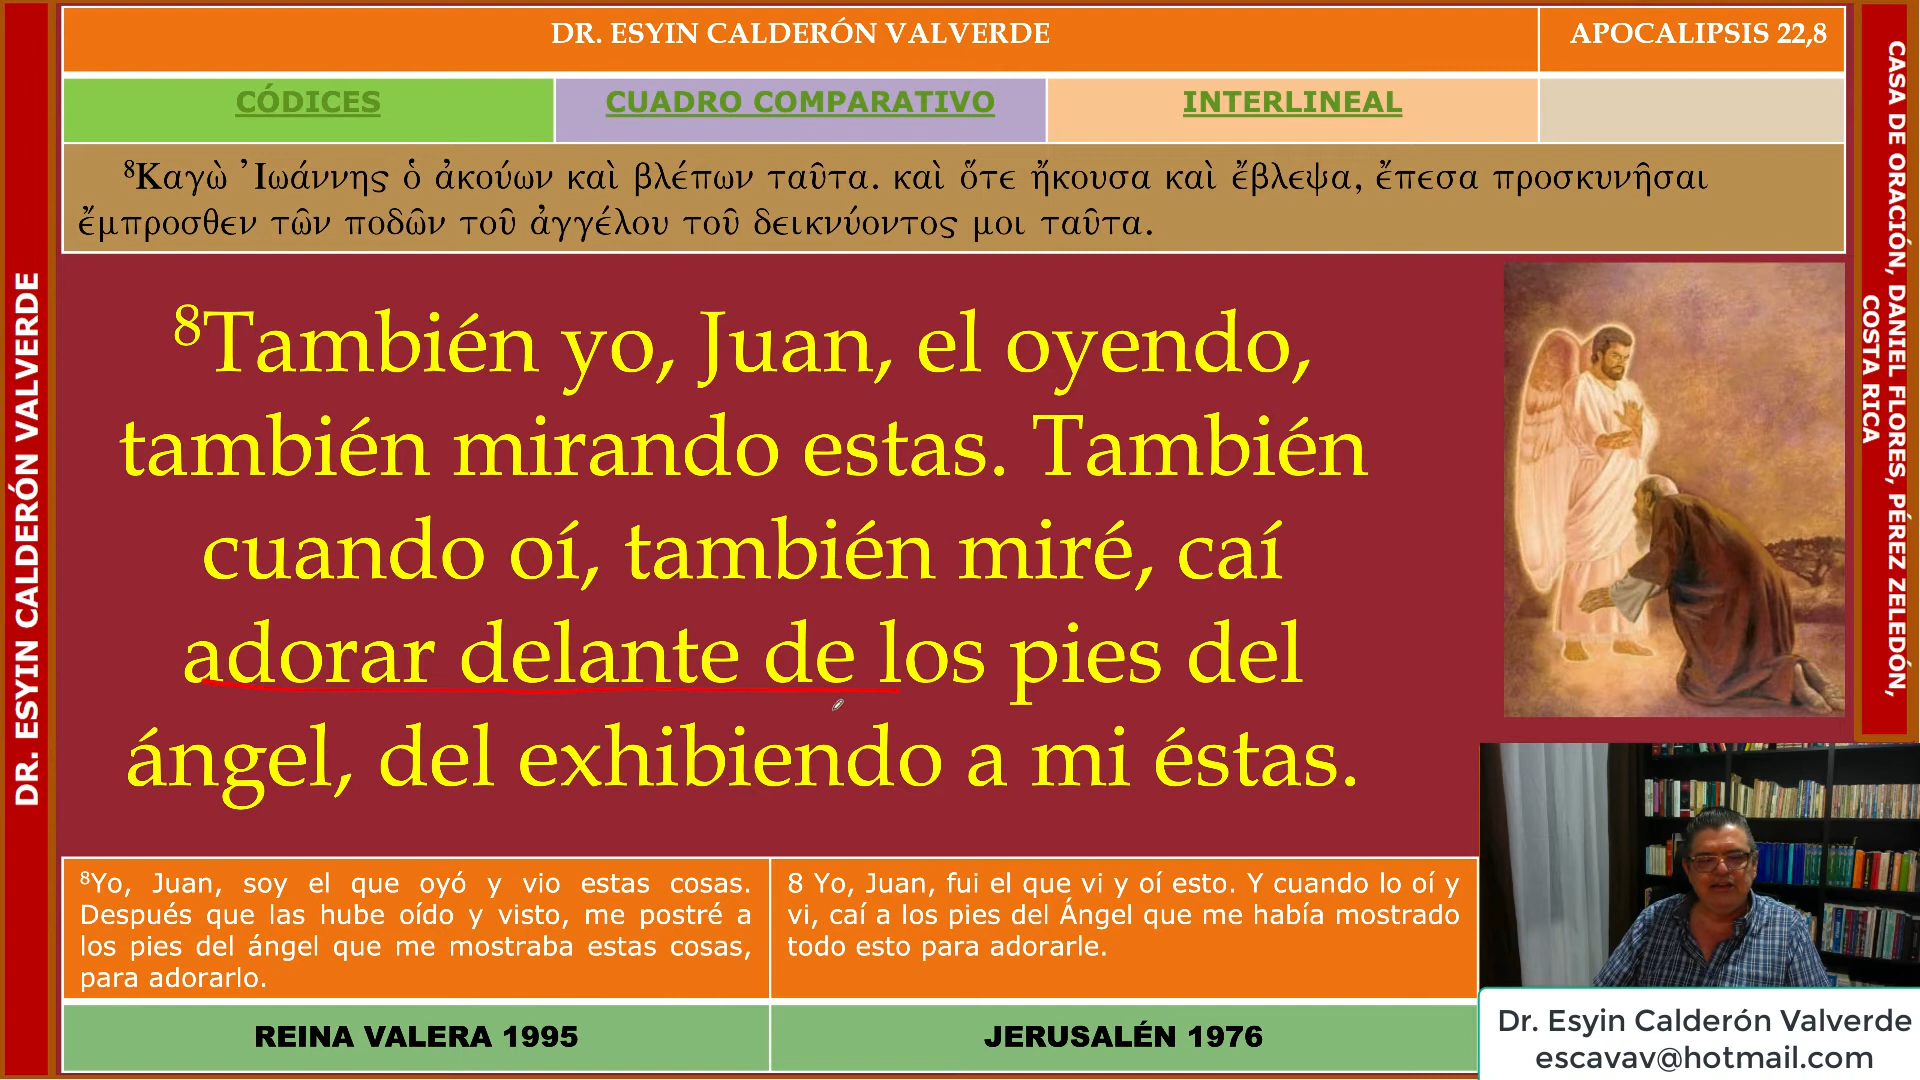 DR. ESYIN CALDERÓN VALVERDE
APOCALIPSIS 22,8
CÓDICES
CUADRO COMPARATIVO
INTERLINEAL
⁸Καγὼ ᾿Ιωάννης ὁ ἀκούων καὶ βλέπων ταῦτα. καὶ ὅτε ἤκουσα καὶ ἔβλεψα, ἔπεσα προσκυνῆσαι
ἔμπροσθεν τῶν ποδῶν τοῦ ἀγγέλου τοῦ δεικνύοντος μοι ταῦτα.
⁸También yo, Juan, el oyendo,
también mirando estas. También
cuando oí, también miré, caí
adorar delante de los pies del
ángel, del exhibiendo a mi éstas.
⁸Yo, Juan, soy el que oyó y vio estas cosas.
Después que las hube oído y visto, me postré a
los pies del ángel que me mostraba estas cosas,
para adorarlo.
8 Yo, Juan, fui el que vi y oí esto. Y cuando lo oí y
vi, caí a los pies del Ángel que me había mostrado
todo esto para adorarle.
REINA VALERA 1995
JERUSALÉN 1976
DR. ESYIN CALDERÓN VALVERDE
CASA DE ORACIÓN, DANIEL FLORES, PÉREZ ZELEDÓN,
COSTA RICA
Dr. Esyin Calderón Valverde
escavav@hotmail.com